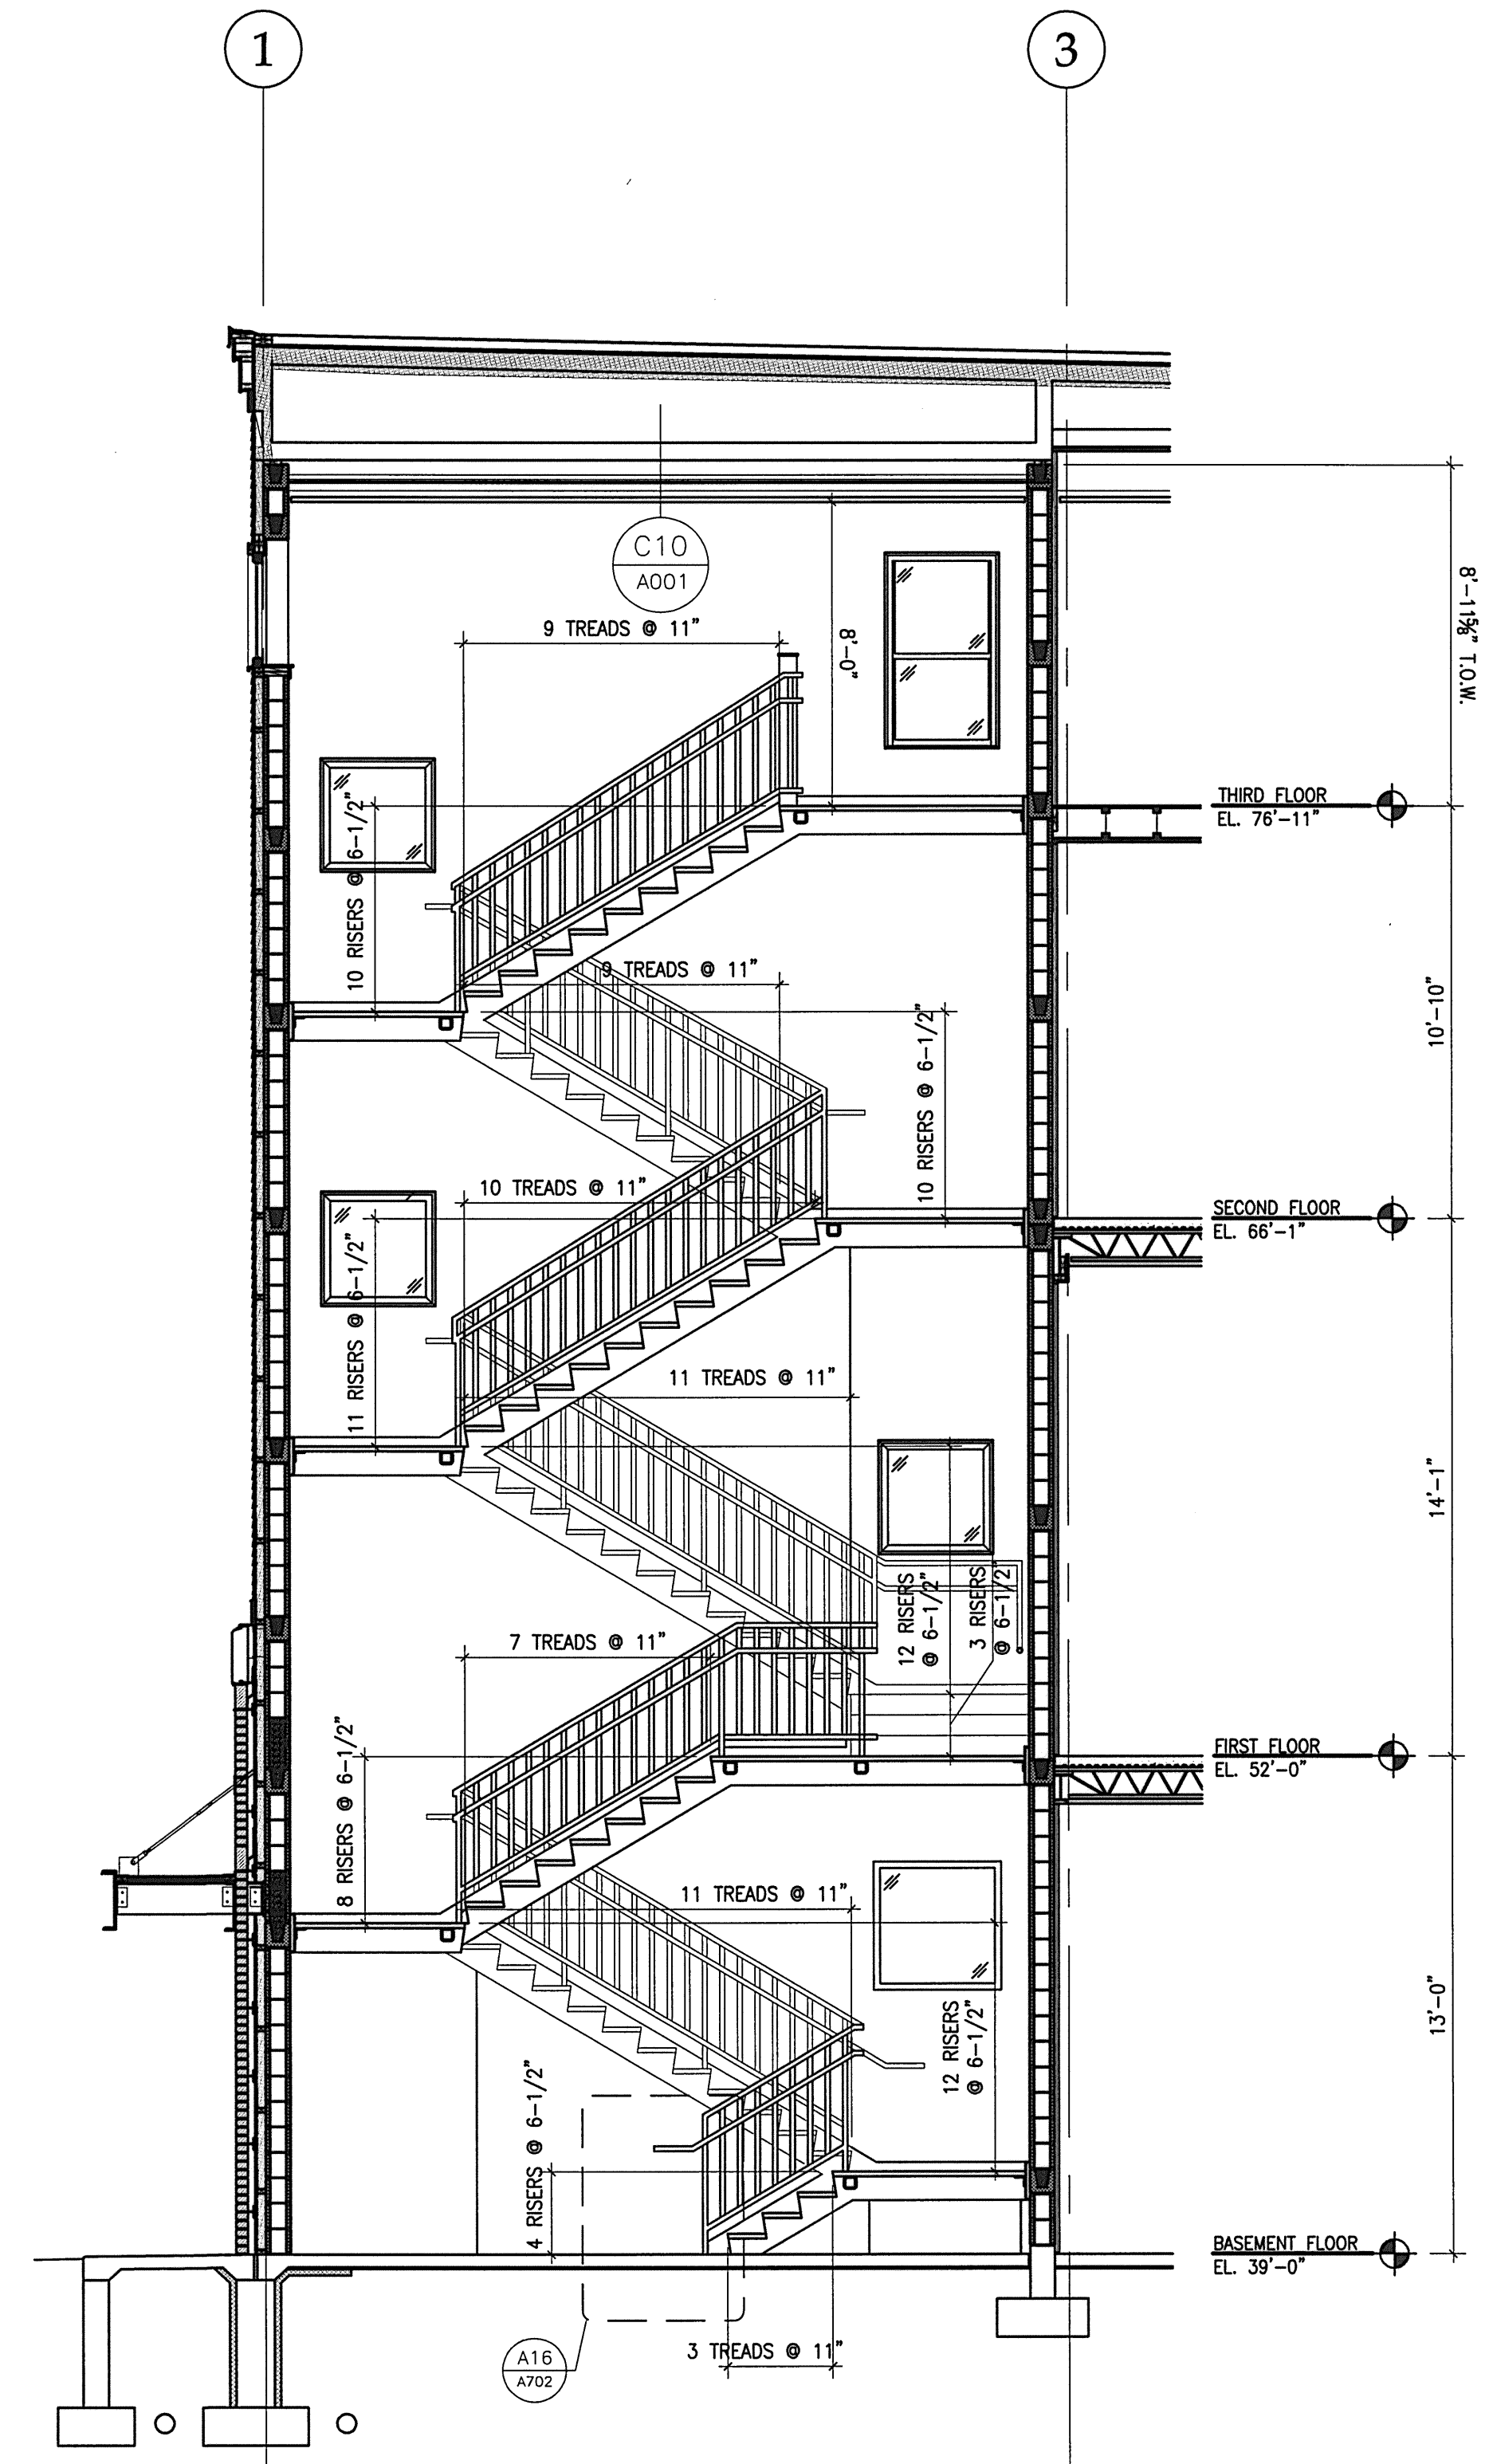 1
3
C10
A001
9 TREADS @ 11"
8'-0"
8'-11⅝" T.O.W.
10 RISERS @ 6-1/2"
THIRD FLOOR
EL. 76'-11"
9 TREADS @ 11"
10 RISERS @ 6-1/2"
10'-10"
10 TREADS @ 11"
11 RISERS @ 6-1/2"
SECOND FLOOR
EL. 66'-1"
11 TREADS @ 11"
14'-1"
12 RISERS
@ 6-1/2"
3 RISERS
@ 6-1/2"
7 TREADS @ 11"
8 RISERS @ 6-1/2"
FIRST FLOOR
EL. 52'-0"
11 TREADS @ 11"
12 RISERS
@ 6-1/2"
13'-0"
4 RISERS @ 6-1/2"
BASEMENT FLOOR
EL. 39'-0"
3 TREADS @ 11"
A16
A702